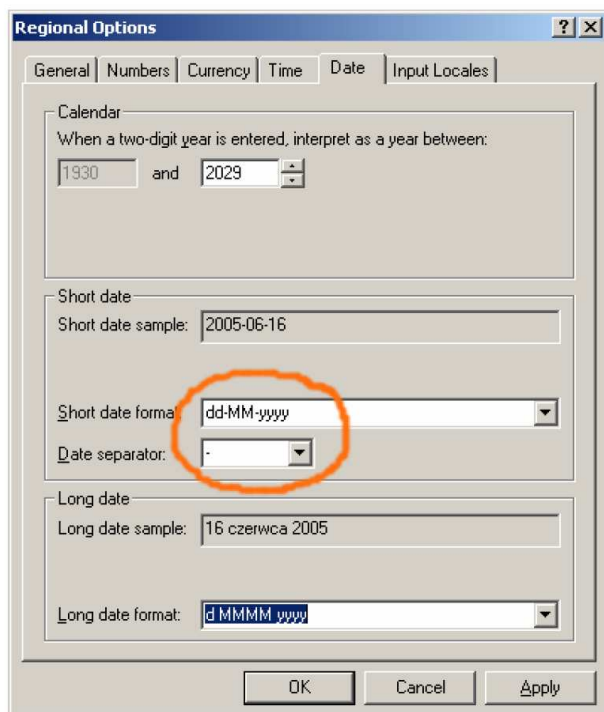 Regional Options
General Numbers Currency Time Date Input Locales
Calendar
When a two-digit year is entered, interpret as a year between:
1930 and 2029
Short date
Short date sample: 2005-06-16
Short date format: dd-MM-yyyy
Date separator: -
Long date
Long date sample: 16 czerwca 2005
Long date format: d MMMM yyyy
OK Cancel Apply